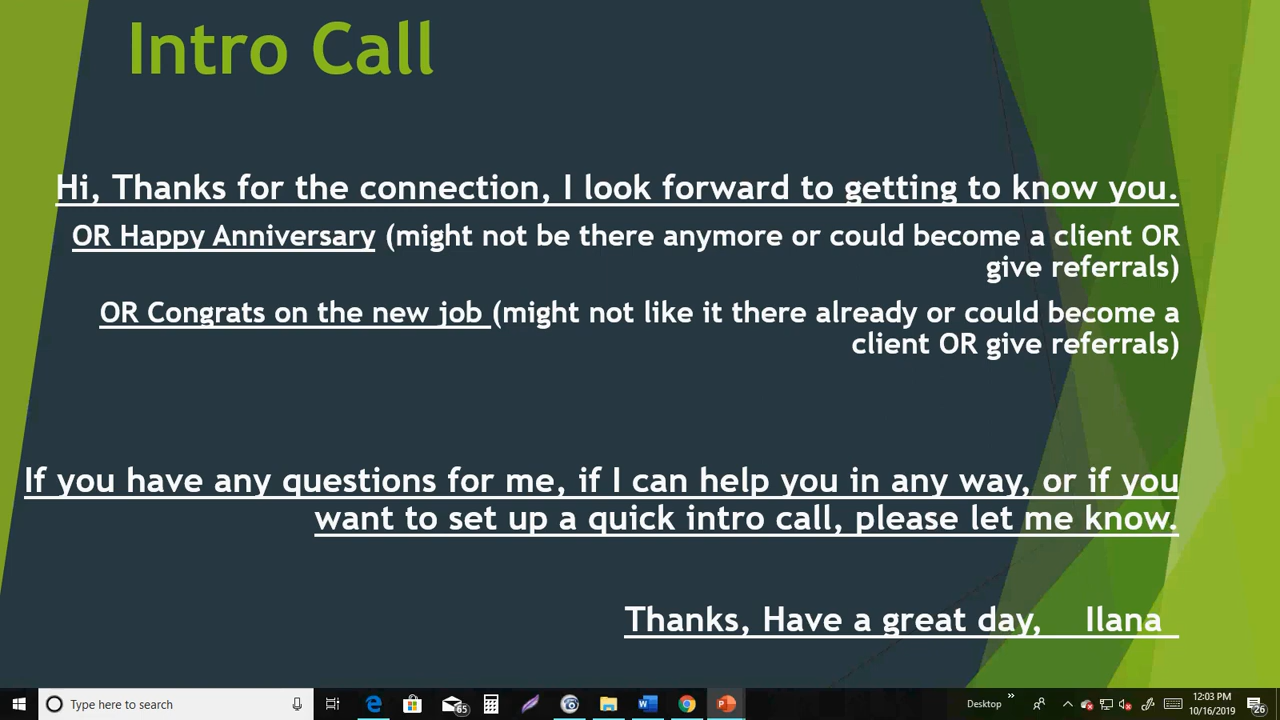 Intro Call
Hi, Thanks for the connection, I look forward to getting to know you.
OR Happy Anniversary (might not be there anymore or could become a client OR
give referrals)
OR Congrats on the new job (might not like it there already or could become a
client OR give referrals)
If you have any questions for me, if I can help you in any way, or if you
want to set up a quick intro call, please let me know.
Thanks, Have a great day, Ilana
Type here to search
65
Desktop
12:03 PM
10/16/2019
26